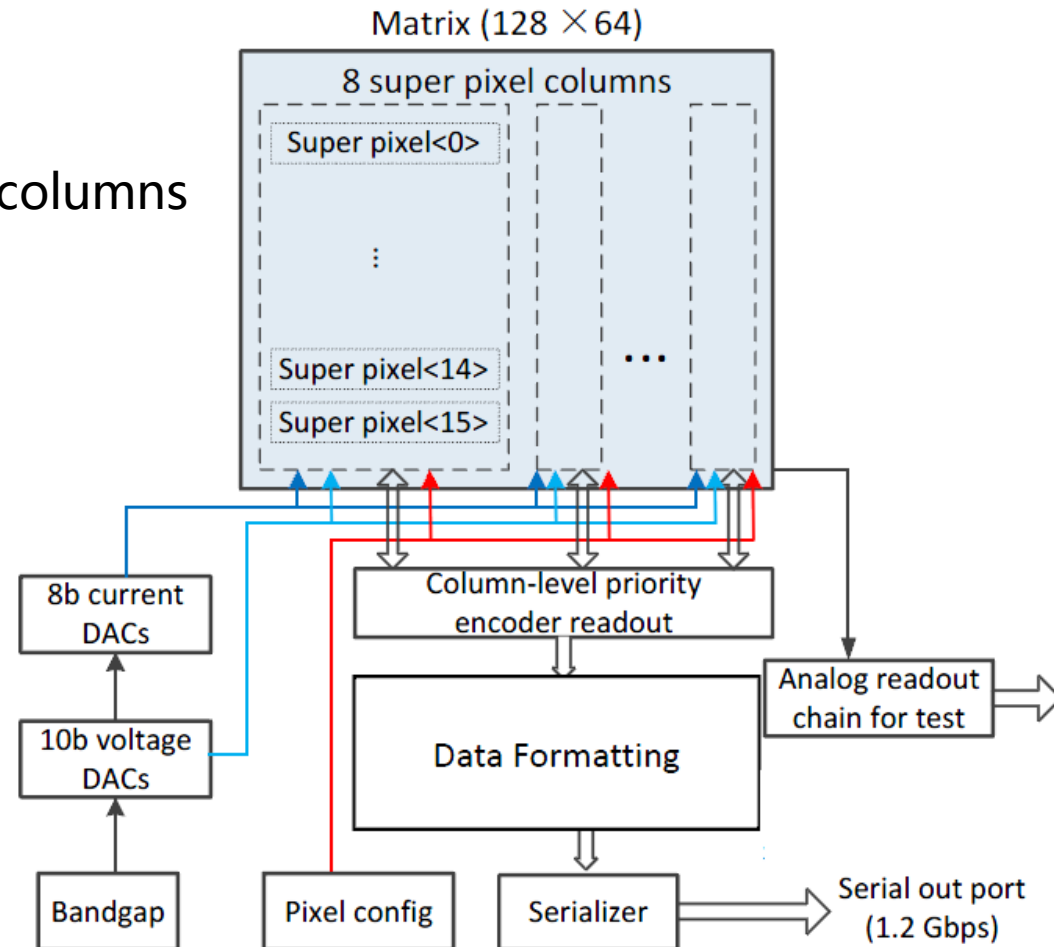 Matrix (128 ×64)
8 super pixel columns
Super pixel<0>
columns
⋮
Super pixel<14>
...
Super pixel<15>
8b current
DACs
Column-level priority
encoder readout
Analog readout
chain for test
10b voltage
DACs
Data Formatting
Bandgap
Pixel config
Serializer
Serial out port
(1.2 Gbps)